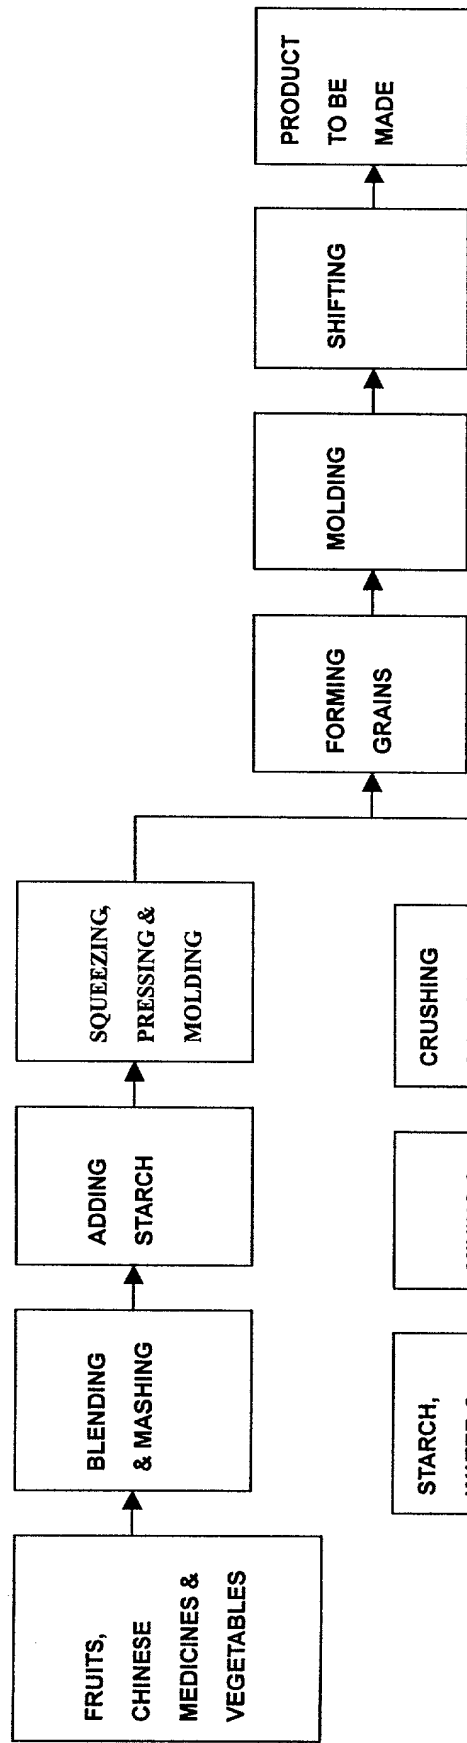 FRUITS,
CHINESE
MEDICINES &
VEGETABLES
BLENDING
& MASHING
ADDING
STARCH
SQUEEZING,
PRESSING &
MOLDING
FORMING
GRAINS
MOLDING
SHIFTING
PRODUCT
TO BE
MADE
STARCH,
CRUSHING